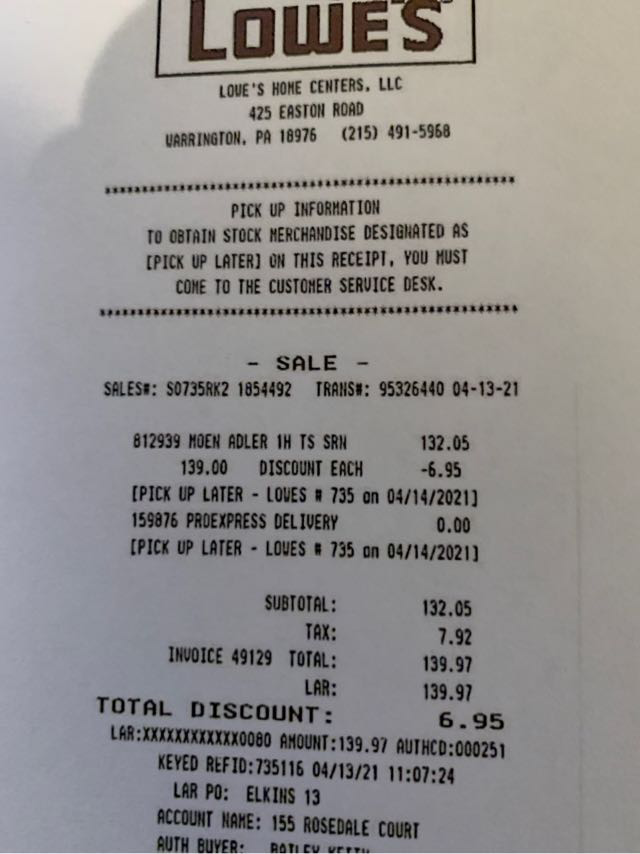 LOWE'S
LOWE'S HOME CENTERS, LLC
425 EASTON ROAD
WARRINGTON, PA 18976 (215) 491-5968
PICK UP INFORMATION
TO OBTAIN STOCK MERCHANDISE DESIGNATED AS
[PICK UP LATER] ON THIS RECEIPT, YOU MUST
COME TO THE CUSTOMER SERVICE DESK.
- SALE -
SALES#: S0735RK2 1854492 TRANS#: 95326440 04-13-21
812939 MOEN ADLER 1H TS SRN 132.05
139.00 DISCOUNT EACH -6.95
[PICK UP LATER - LOWES # 735 on 04/14/2021]
159876 PROEXPRESS DELIVERY 0.00
[PICK UP LATER - LOWES # 735 on 04/14/2021]
SUBTOTAL: 132.05
TAX: 7.92
INVOICE 49129 TOTAL: 139.97
LAR: 139.97
TOTAL DISCOUNT: 6.95
LAR:XXXXXXXXXXXX0080 AMOUNT:139.97 AUTHCD:000251
KEYED REFID:735116 04/13/21 11:07:24
LAR PO: ELKINS 13
ACCOUNT NAME: 155 ROSEDALE COURT
AUTH BUYER: